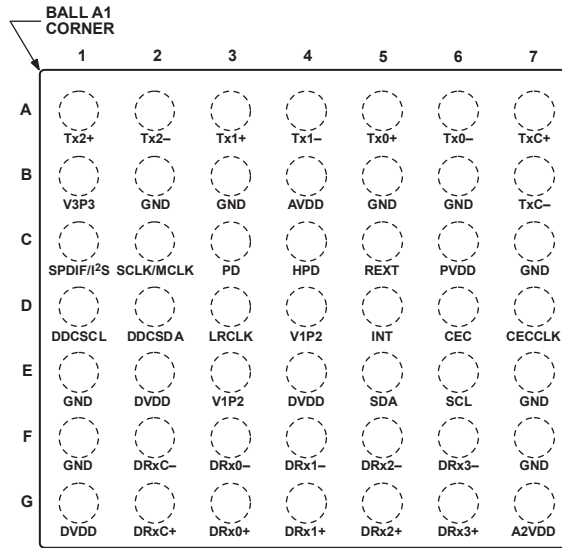 BALL A1
CORNER
1 2 3 4 5 6 7
A
Tx2+ Tx2– Tx1+ Tx1– Tx0+ Tx0– TxC+
B
V3P3 GND GND AVDD GND GND TxC–
C
SPDIF/I²S SCLK/MCLK PD HPD REXT PVDD GND
D
DDCSCL DDCSDA LRCLK V1P2 INT CEC CECCLK
E
GND DVDD V1P2 DVDD SDA SCL GND
F
GND DRxC– DRx0– DRx1– DRx2– DRx3– GND
G
DVDD DRxC+ DRx0+ DRx1+ DRx2+ DRx3+ A2VDD